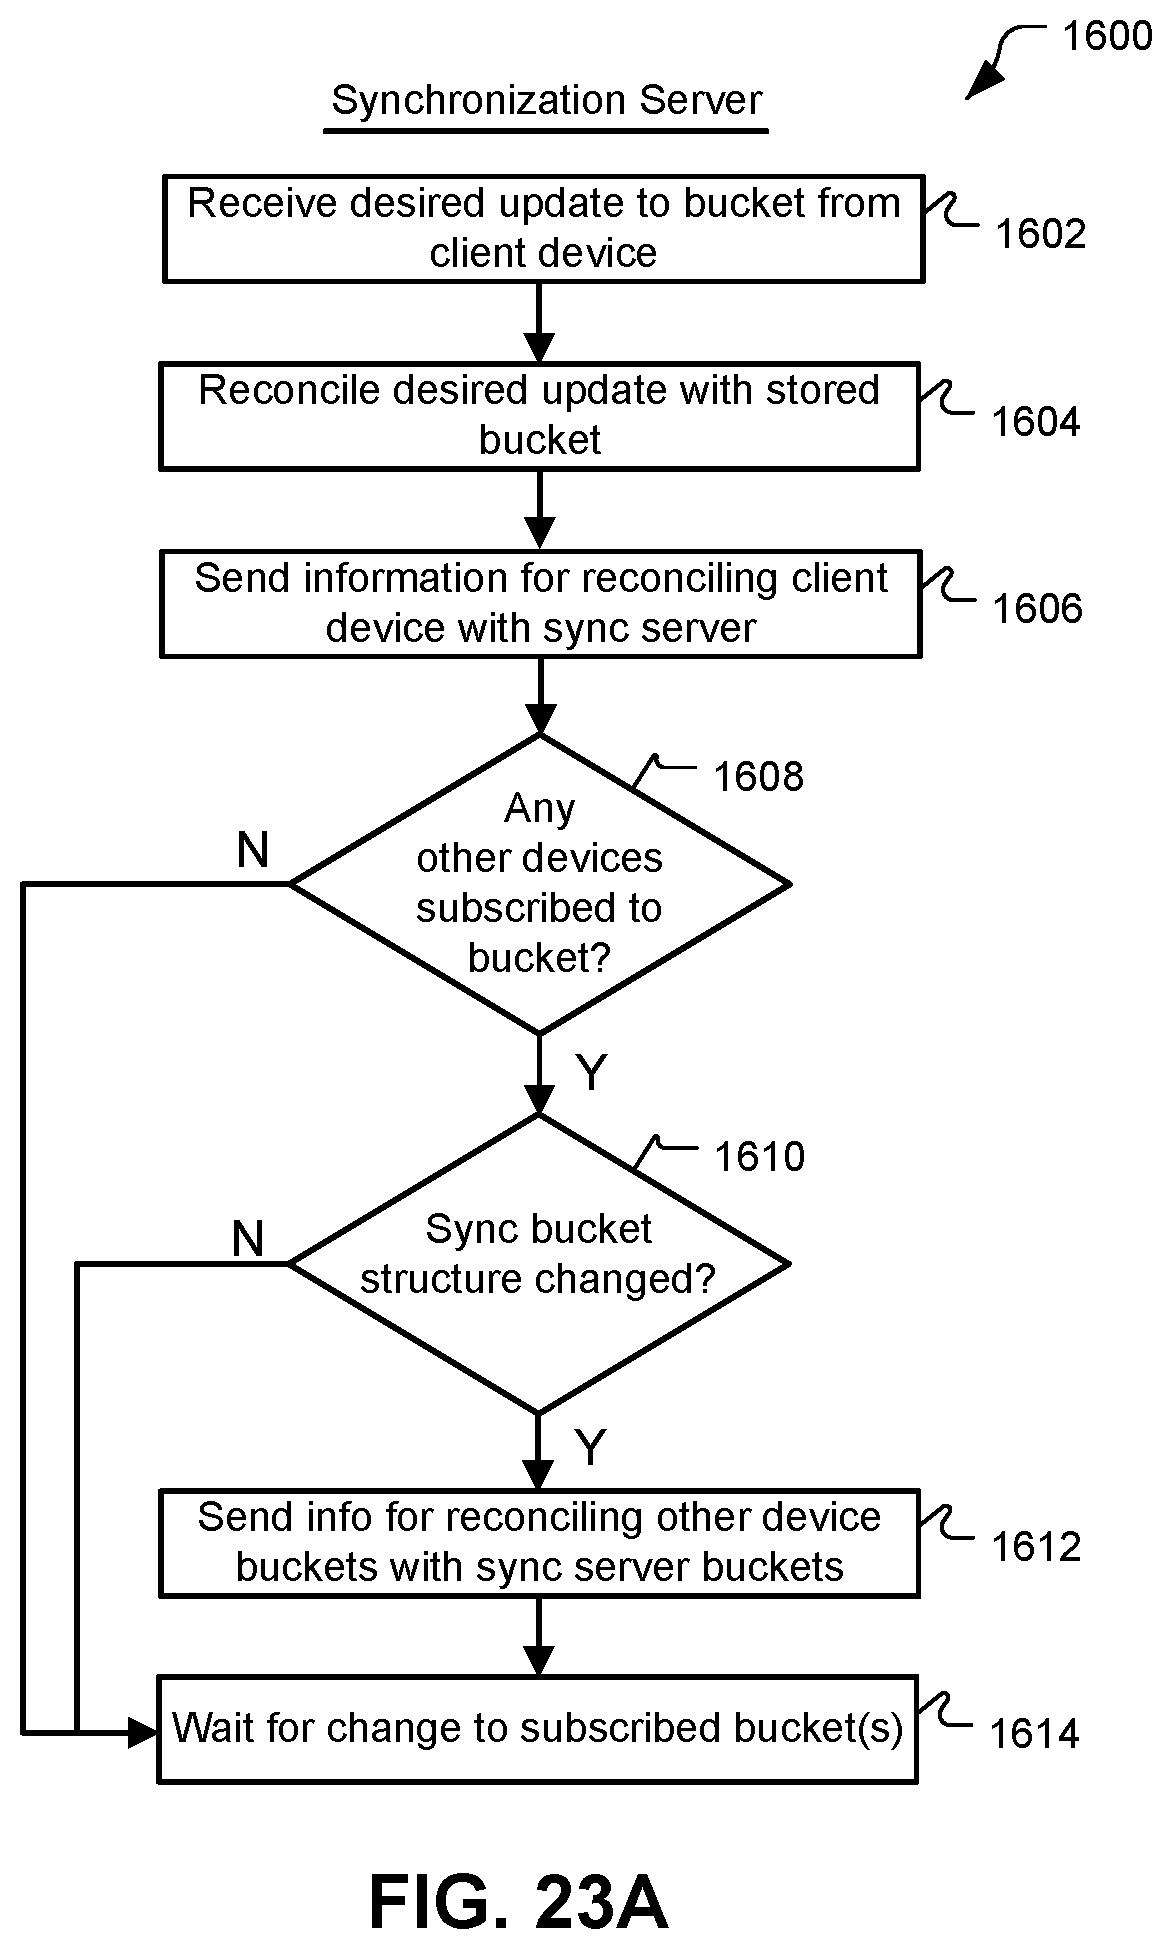 1600
Synchronization Server
Receive desired update to bucket from
client device
1602
Reconcile desired update with stored
bucket
1604
Send information for reconciling client
device with sync server
1606
1608
Any
other devices
subscribed to
bucket?
N
Y
1610
Sync bucket
structure changed?
N
Y
Send info for reconciling other device
buckets with sync server buckets
1612
Wait for change to subscribed bucket(s)
1614
FIG. 23A